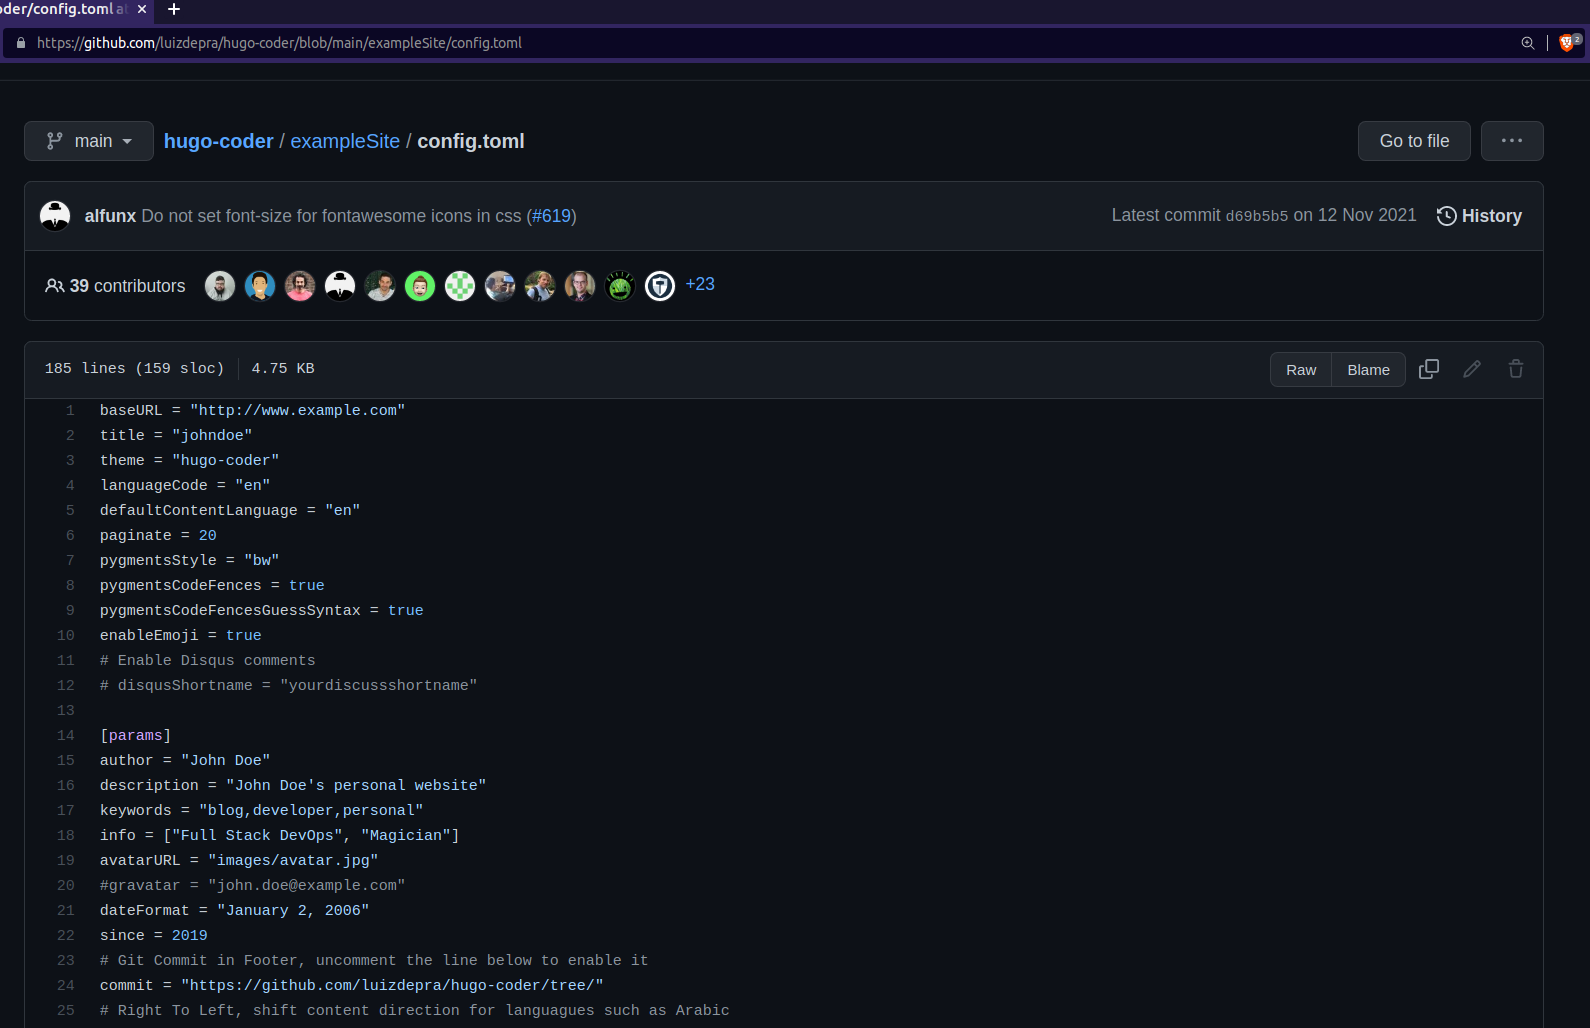 oder/config.toml at
https://github.com/luizdepra/hugo-coder/blob/main/exampleSite/config.toml
2
main hugo-coder / exampleSite / config.toml Go to file
alfunx Do not set font-size for fontawesome icons in css (#619) Latest commit d69b5b5 on 12 Nov 2021 History
39 contributors +23
185 lines (159 sloc) 4.75 KB Raw Blame
1 baseURL = "http://www.example.com"
2 title = "johndoe"
3 theme = "hugo-coder"
4 languageCode = "en"
5 defaultContentLanguage = "en"
6 paginate = 20
7 pygmentsStyle = "bw"
8 pygmentsCodeFences = true
9 pygmentsCodeFencesGuessSyntax = true
10 enableEmoji = true
11 # Enable Disqus comments
12 # disqusShortname = "yourdiscussshortname"
13
14 [params]
15 author = "John Doe"
16 description = "John Doe's personal website"
17 keywords = "blog,developer,personal"
18 info = ["Full Stack DevOps", "Magician"]
19 avatarURL = "images/avatar.jpg"
20 #gravatar = "john.doe@example.com"
21 dateFormat = "January 2, 2006"
22 since = 2019
23 # Git Commit in Footer, uncomment the line below to enable it
24 commit = "https://github.com/luizdepra/hugo-coder/tree/"
25 # Right To Left, shift content direction for languagues such as Arabic